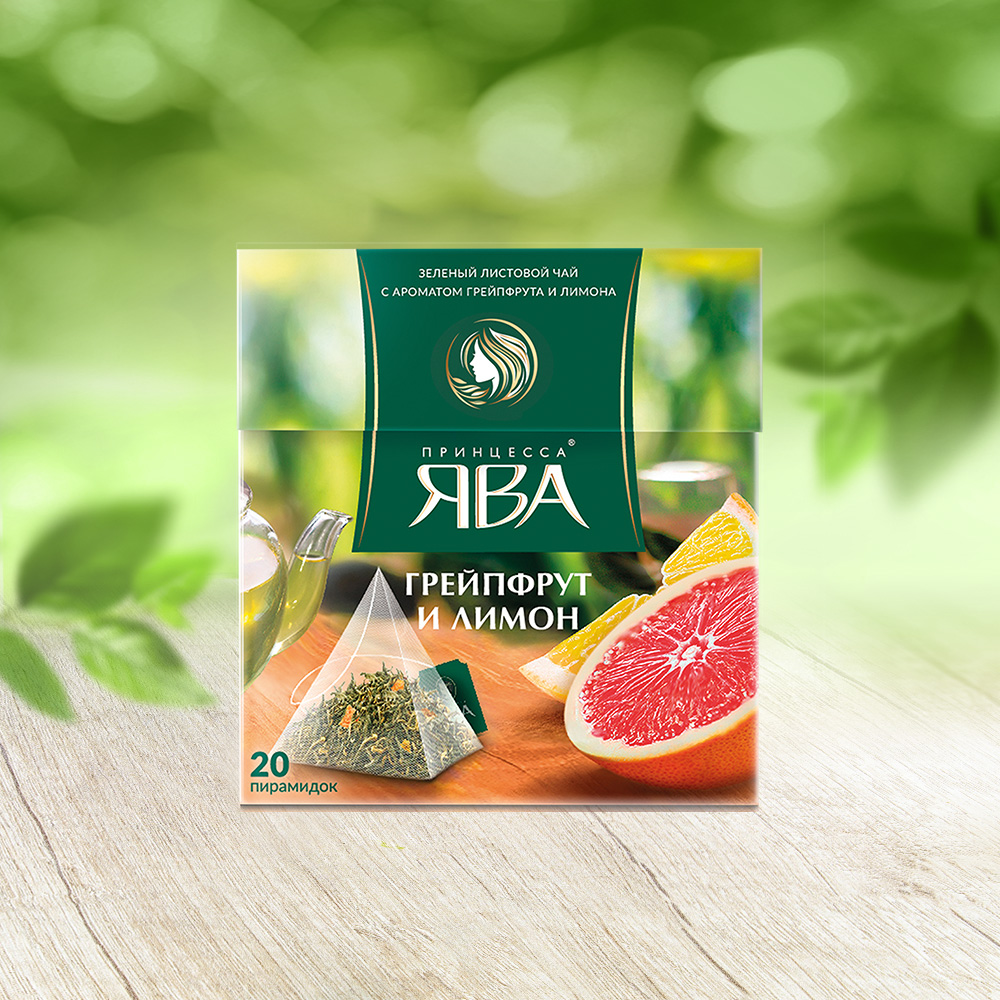 ЗЕЛЕНЫЙ ЛИСТОВОЙ ЧАЙ
С АРОМАТОМ ГРЕЙПФРУТА И ЛИМОНА
ПРИНЦЕССА®
ЯВА
ГРЕЙПФРУТ
И ЛИМОН
20
пирамидок